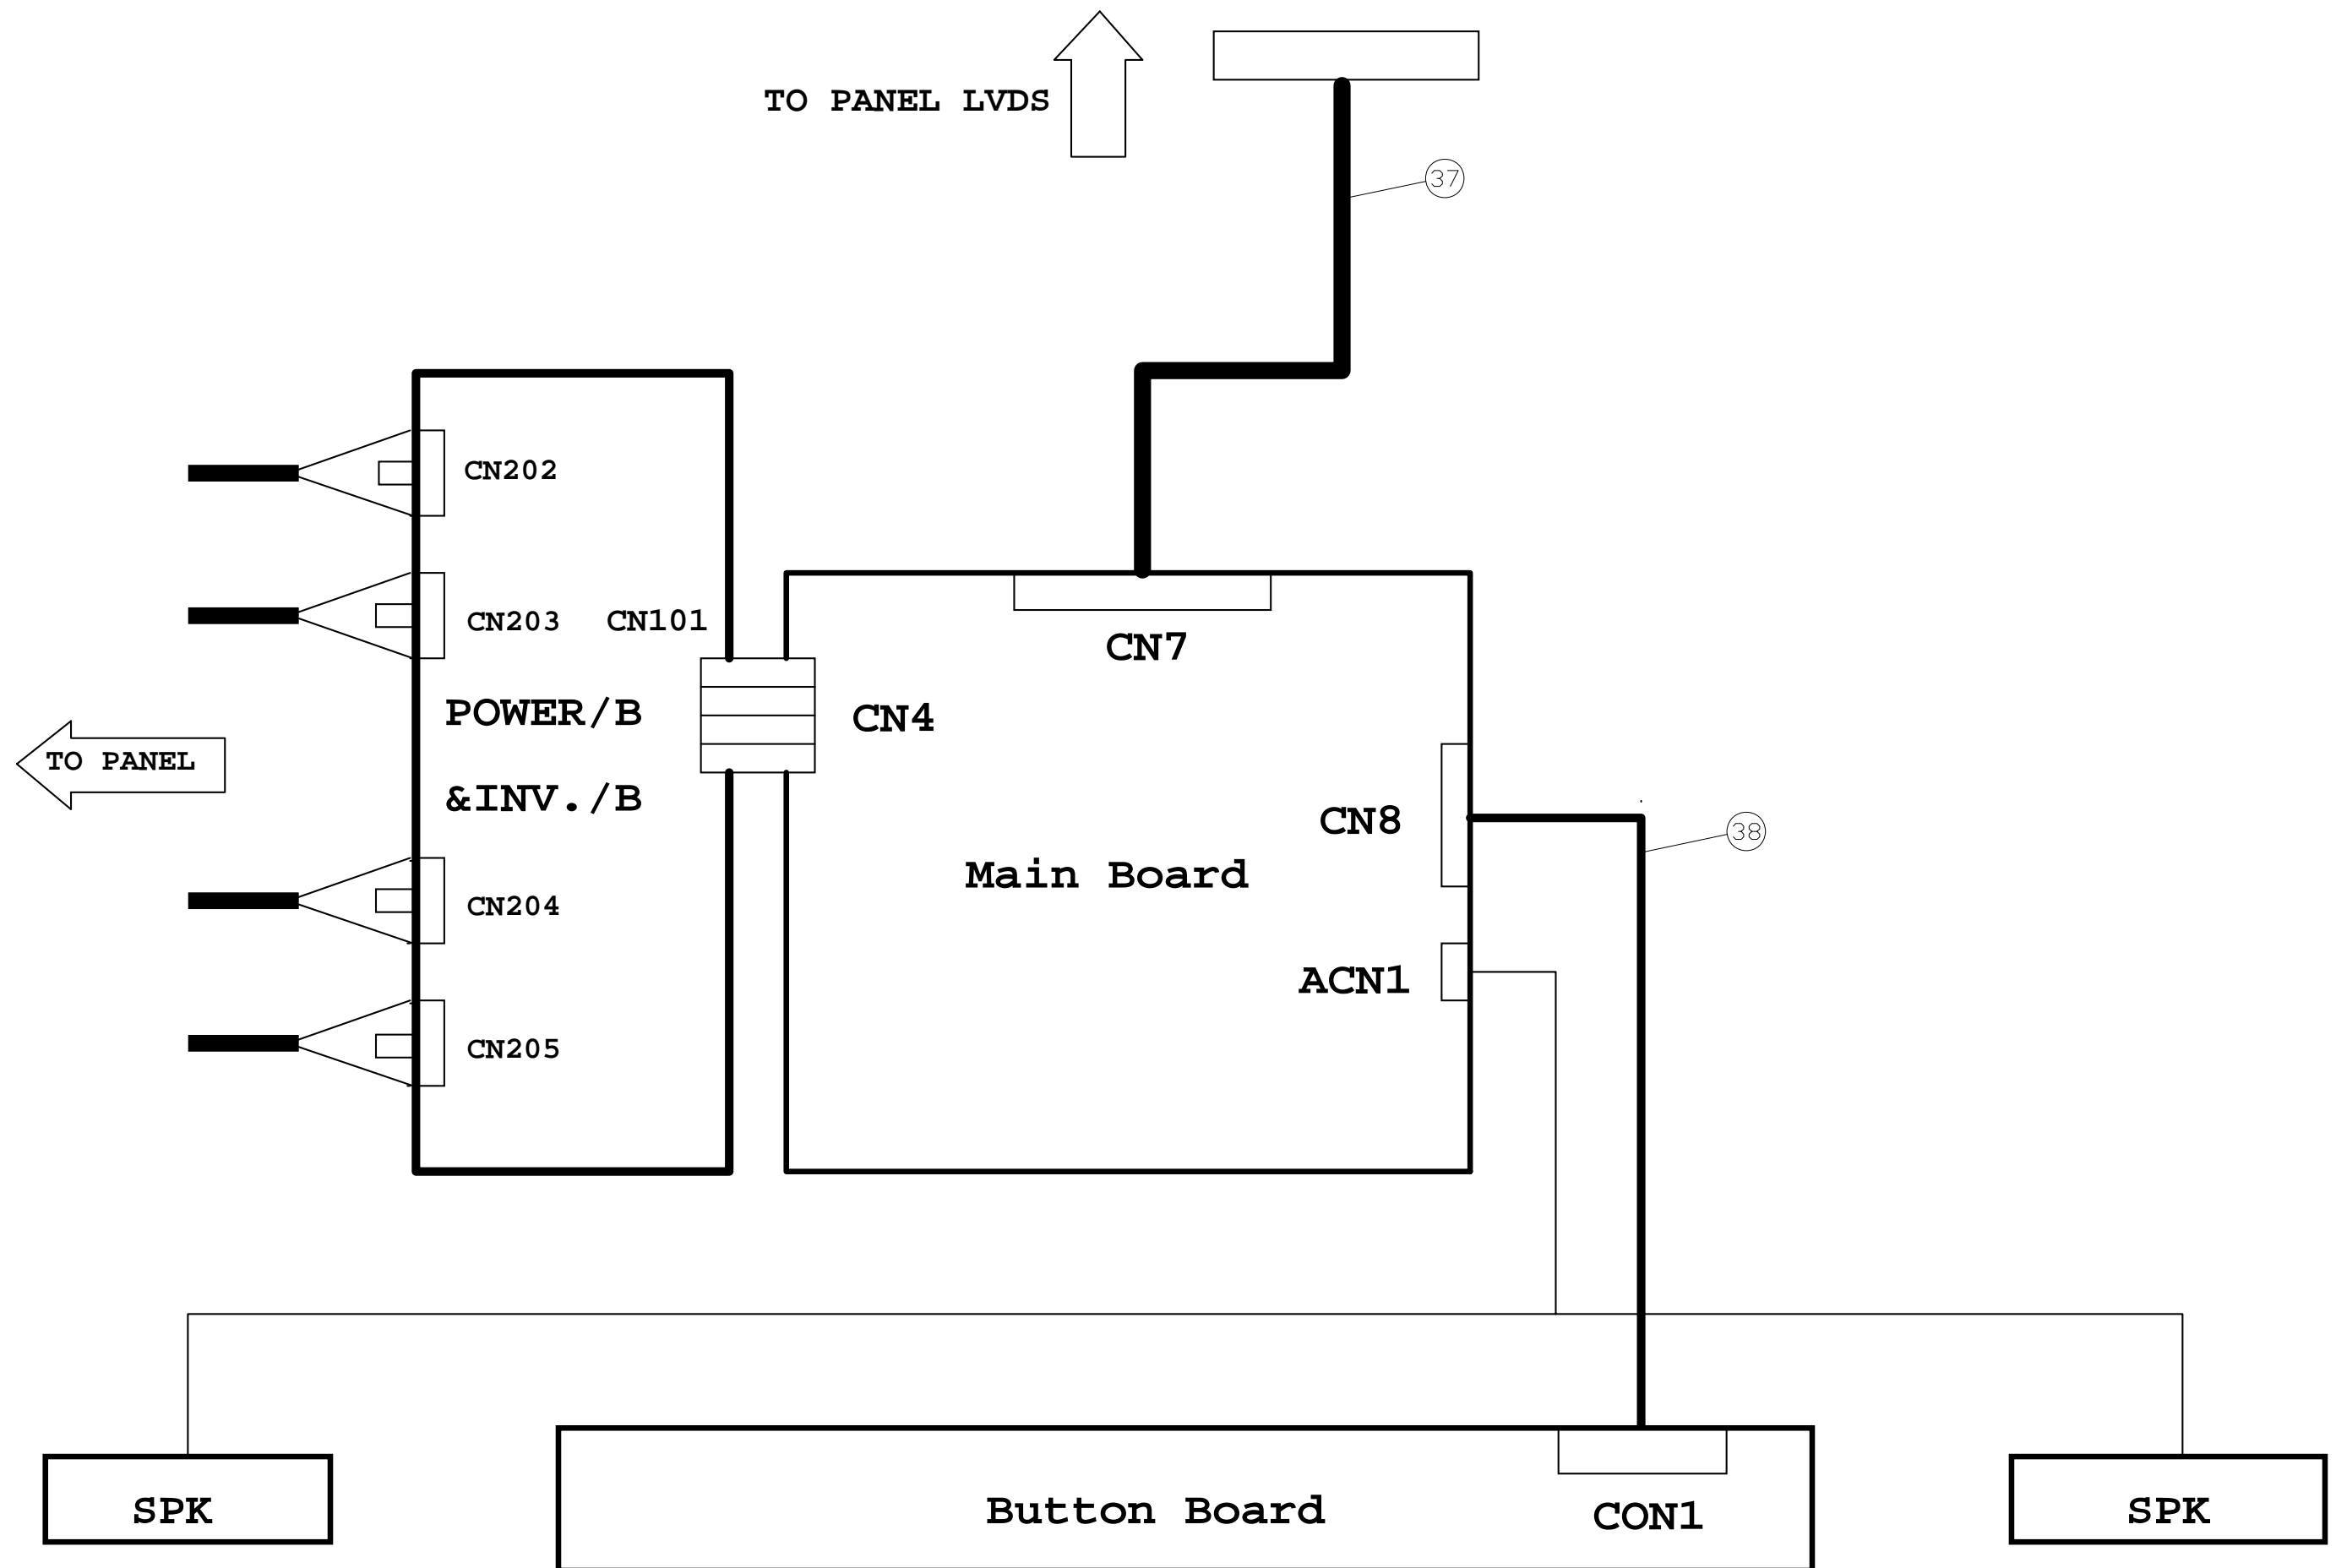 TO PANEL LVDS
37
CN202
CN203
CN101
CN7
POWER/B
CN4
TO PANEL
&INV./B
CN8
38
Main Board
CN204
ACN1
CN205
SPK
Button Board
CON1
SPK